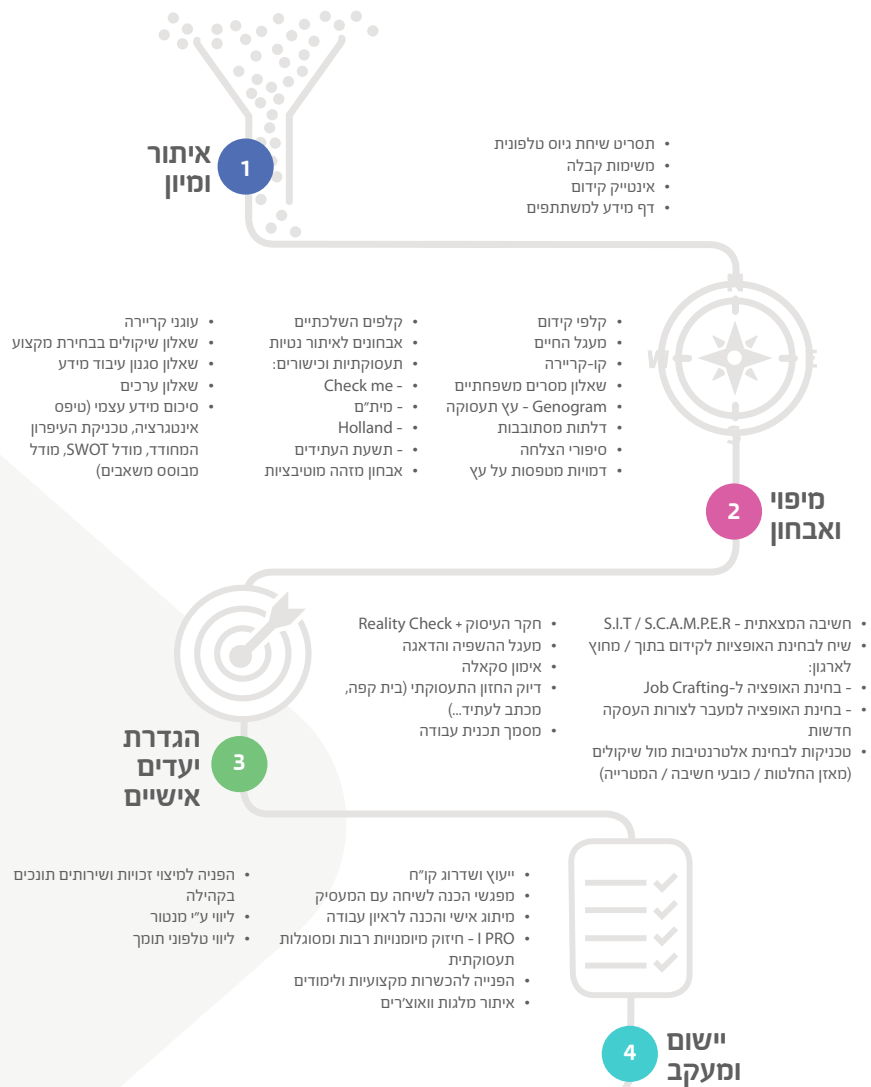 איתור
ומיון
1
• תסריט שיחת גיוס טלפונית
• משימות קבלה
• אינטייק קידום
• דף מידע למשתתפים
N
E
S
W
• קלפי קידום
• מעגל החיים
• קו-קריירה
• שאלון מסרים משפחתיים
• Genogram - עץ תעסוקה
• דלתות מסתובבות
• סיפורי הצלחה
• דמויות מטפסות על עץ
• קלפים השלכתיים
• אבחונים לאיתור נטיות
• תעסוקתיות וכישורים:
• - Check me
• - מית״ם
• - Holland
• - תשעת העתידים
• אבחון מזהה מוטיבציות
• עוגני קריירה
• שאלון שיקולים בבחירת מקצוע
• שאלון סגנון עיבוד מידע
• שאלון ערכים
• סיכום מידע עצמי (טיפס
אינטגרציה, טכניקת העיפרון
המחודד, מודל SWOT, מודל
מבוסס משאבים)
מיפוי
ואבחון
2
• חשיבה המצאתית - S.I.T / S.C.A.M.P.E.R
• שיח לבחינת האופציות לקידום בתוך / מחוץ
לארגון:
• - בחינת האופציה ל-Job Crafting
• - בחינת האופציה למעבר לצורות העסקה
חדשות
• טכניקות לבחינת אלטרנטיבות מול שיקולים
(מאזן החלטות / כובעי חשיבה / המטרייה)
• חקר העיסוק + Reality Check
• מעגל ההשפיה והדאגה
• אימון סקאלה
• דיוק החזון התעסוקתי (בית קפה,
מכתב לעתיד...)
• מסמך תכנית עבודה
הגדרת
יעדים
אישיים
3
• ייעוץ ושדרוג קו״ח
• מפגשי הכנה לשיחה עם המעסיק
• מיתוג אישי והכנה לראיון עבודה
• I PRO - חיזוק מיומנויות רבות ומסוגלות
תעסוקתית
• הפנייה להכשרות מקצועיות ולימודים
• איתור מלגות וואוצ׳רים
• הפניה למיצוי זכויות ושירותים תונכים
בקהילה
• ליווי ע״י מנטור
• ליווי טלפוני תומך
יישום
ומעקב
4